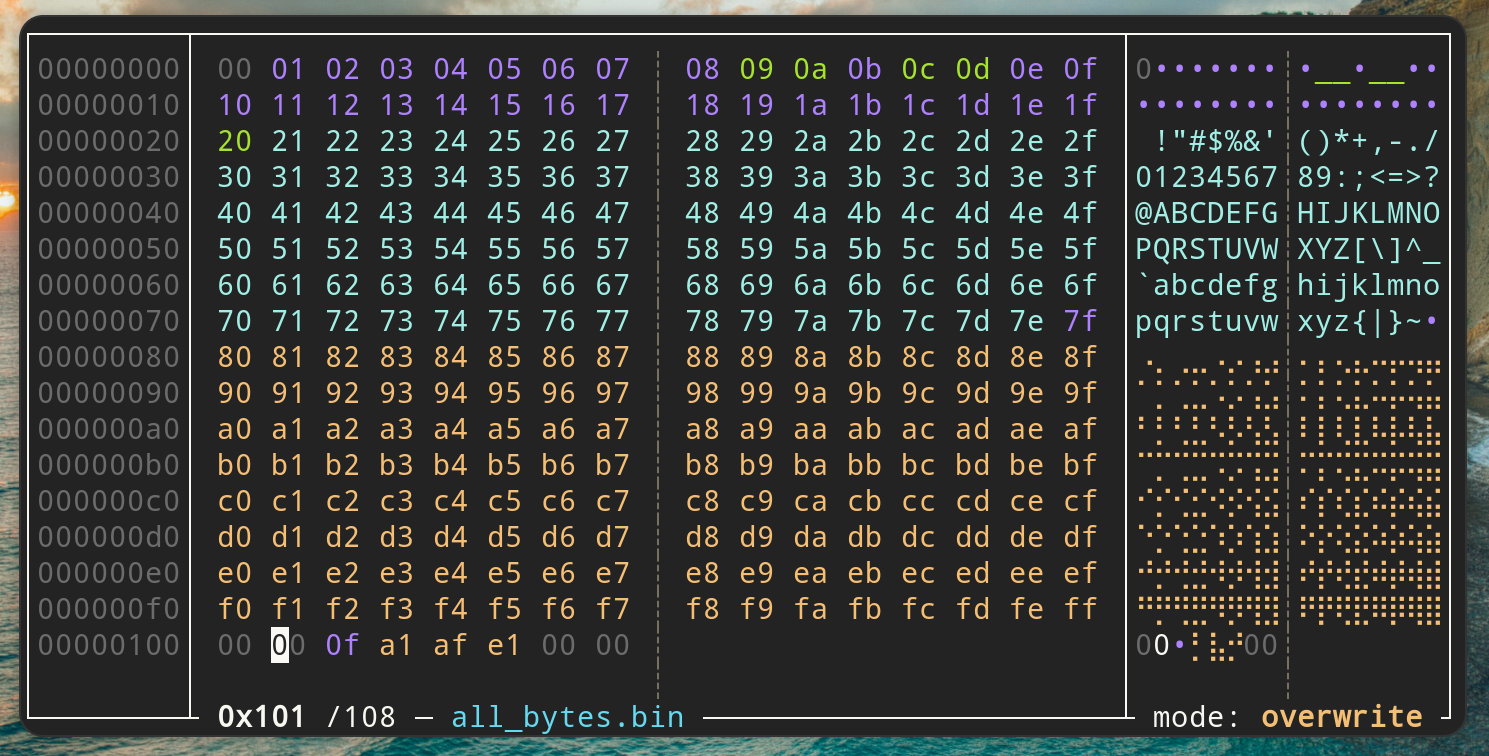 00000000 00 01 02 03 04 05 06 07 08 09 0a 0b 0c 0d 0e 0f 0••••••• •__•__••
00000010 10 11 12 13 14 15 16 17 18 19 1a 1b 1c 1d 1e 1f •••••••• ••••••••
00000020 20 21 22 23 24 25 26 27 28 29 2a 2b 2c 2d 2e 2f  !"#$%&' ()*+,-./
00000030 30 31 32 33 34 35 36 37 38 39 3a 3b 3c 3d 3e 3f 01234567 89:;<=>?
00000040 40 41 42 43 44 45 46 47 48 49 4a 4b 4c 4d 4e 4f @ABCDEFG HIJKLMNO
00000050 50 51 52 53 54 55 56 57 58 59 5a 5b 5c 5d 5e 5f PQRSTUVW XYZ[\]^_
00000060 60 61 62 63 64 65 66 67 68 69 6a 6b 6c 6d 6e 6f `abcdefg hijklmno
00000070 70 71 72 73 74 75 76 77 78 79 7a 7b 7c 7d 7e 7f pqrstuvw xyz{|}~•
00000080 80 81 82 83 84 85 86 87 88 89 8a 8b 8c 8d 8e 8f
00000090 90 91 92 93 94 95 96 97 98 99 9a 9b 9c 9d 9e 9f
000000a0 a0 a1 a2 a3 a4 a5 a6 a7 a8 a9 aa ab ac ad ae af
000000b0 b0 b1 b2 b3 b4 b5 b6 b7 b8 b9 ba bb bc bd be bf
000000c0 c0 c1 c2 c3 c4 c5 c6 c7 c8 c9 ca cb cc cd ce cf
000000d0 d0 d1 d2 d3 d4 d5 d6 d7 d8 d9 da db dc dd de df
000000e0 e0 e1 e2 e3 e4 e5 e6 e7 e8 e9 ea eb ec ed ee ef
000000f0 f0 f1 f2 f3 f4 f5 f6 f7 f8 f9 fa fb fc fd fe ff
00000100 00 00 0f a1 af e1 00 00 00• 00
0x101 /108 — all_bytes.bin mode: overwrite